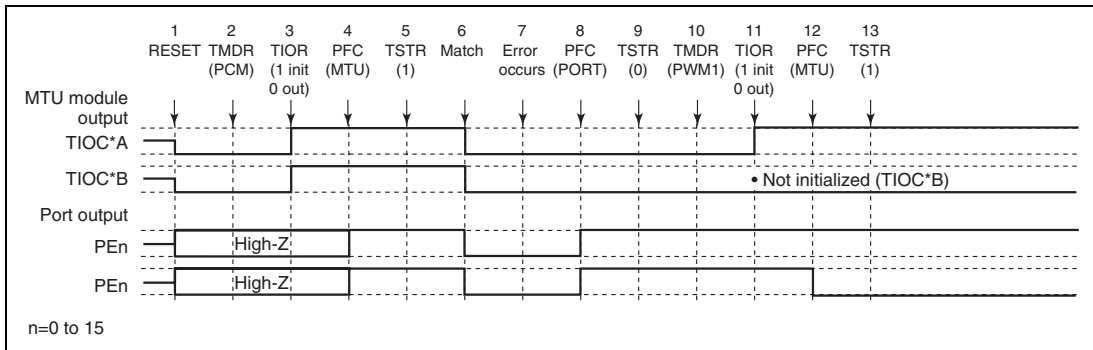 1 2 3 4 5 6 7 8 9 10 11 12 13
RESET TMDR TIOR PFC TSTR Match Error PFC TSTR TMDR TIOR PFC TSTR
(PCM) (1 init (MTU) (1) occurs (PORT) (0) (PWM1) (1 init (MTU) (1)
0 out) 0 out)
MTU module
output
TIOC*A
TIOC*B
• Not initialized (TIOC*B)
Port output
PEn
High-Z
PEn
High-Z
n=0 to 15